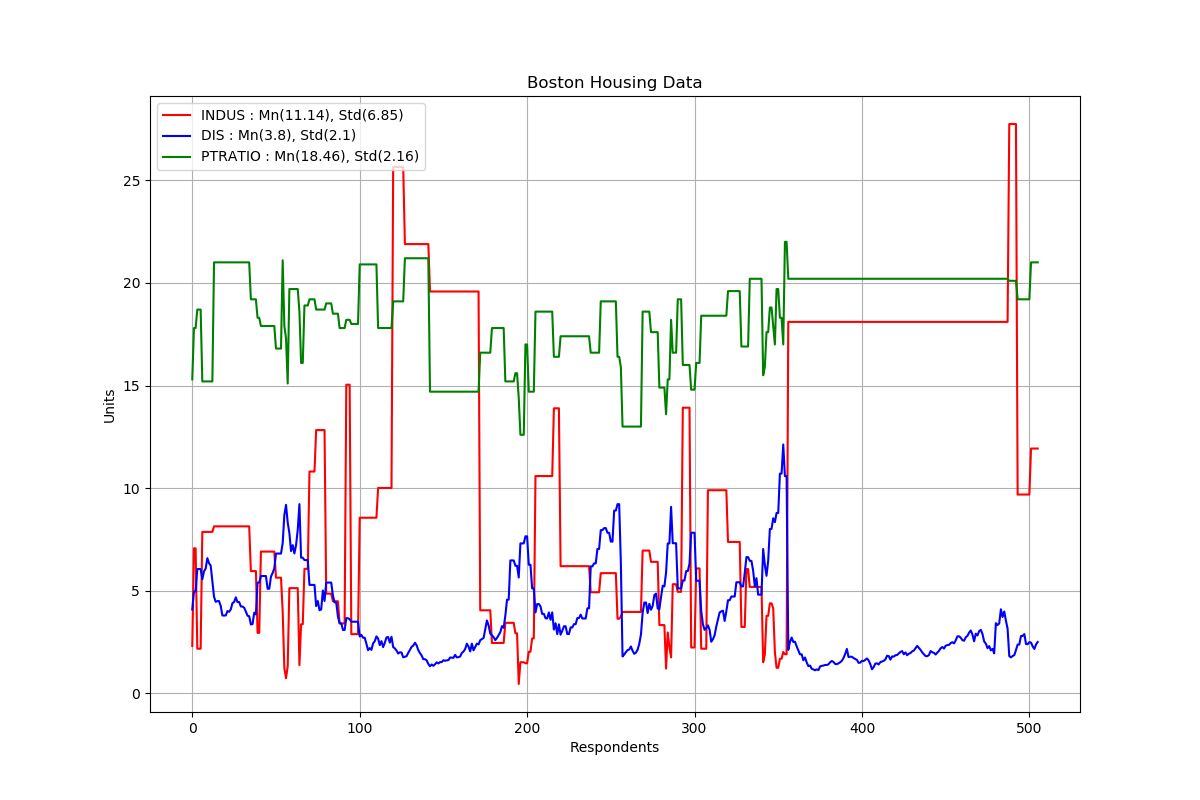 Boston Housing Data
INDUS : Mn(11.14), Std(6.85)
DIS : Mn(3.8), Std(2.1)
PTRATIO : Mn(18.46), Std(2.16)
25
20
15
10
5
0
Units
0 100 200 300 400 500
Respondents